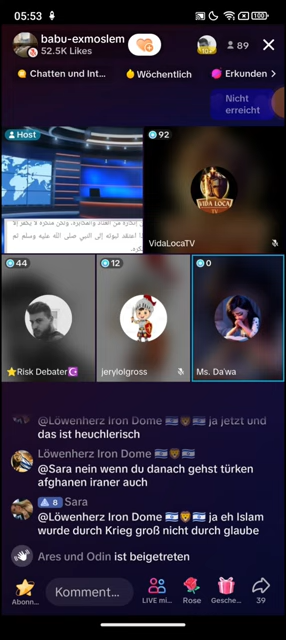 05:53
100
babu-exmoslem
52.5K Likes
89
Chatten und Int...
Wöchentlich
Erkunden
Nicht
erreicht
Host
92
VIDA LOCA
TV
VidaLocaTV
44
Risk Debater
12
jerylolgross
0
Ms. Da'wa
@Löwenherz Iron Dome 🇮🇱🦁🇮🇱 ja jetzt und
das ist heuchlerisch
Löwenherz Iron Dome 🇮🇱🦁🇮🇱
@Sara nein wenn du danach gehst türken
afghanen iraner auch
8 Sara
@Löwenherz Iron Dome 🇮🇱🦁🇮🇱 ja eh Islam
wurde durch Krieg groß nicht durch glaube
Ares und Odin ist beigetreten
Abonn...
Komment...
LIVE mi...
Rose
Gesche...
39